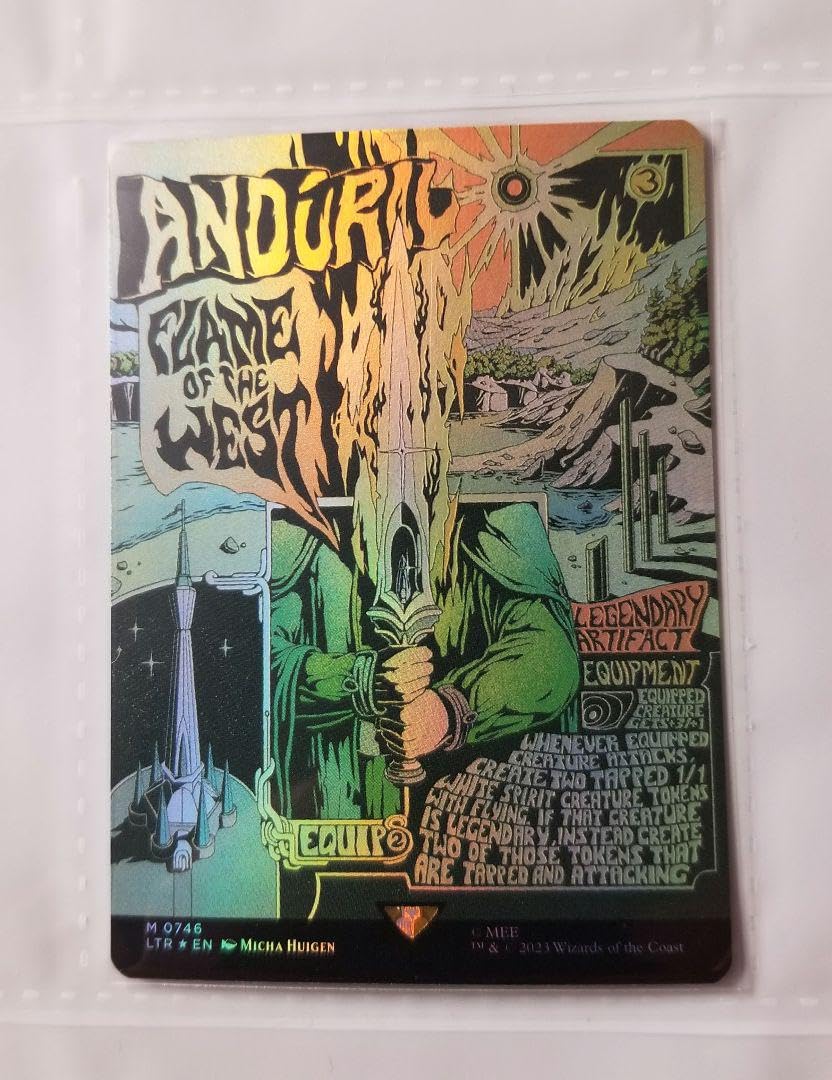 ANDÚRIL
3
FLAME
OF THE
WEST
LEGENDARY
ARTIFACT
EQUIPMENT
EQUIPPED
CREATURE
GETS +3/+1
WHENEVER EQUIPPED
CREATURE ATTACKS,
CREATE TWO TAPPED 1/1
WHITE SPIRIT CREATURE TOKENS
WITH FLYING. IF THAT CREATURE
IS LEGENDARY, INSTEAD CREATE
TWO OF THOSE TOKENS THAT
ARE TAPPED AND ATTACKING
EQUIP 2
M 0746
LTR ★ EN MICHA HUIGEN
© MEE
™ & © 2023 Wizards of the Coast